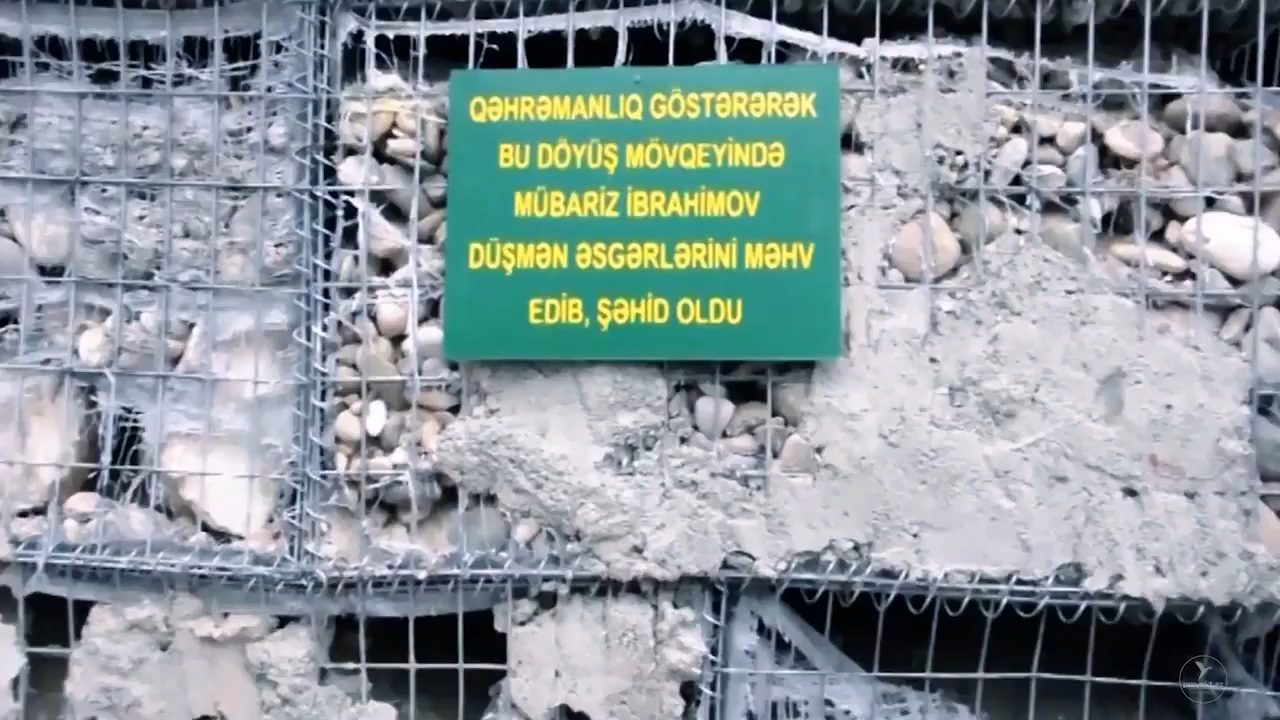 QƏHRƏMANLIQ GÖSTƏRƏRƏK
BU DÖYÜŞ MÖVQEYİNDƏ
MÜBARİZ İBRAHİMOV
DÜŞMƏN ƏSGƏRLƏRİNİ MƏHV
EDİB, ŞƏHİD OLDU